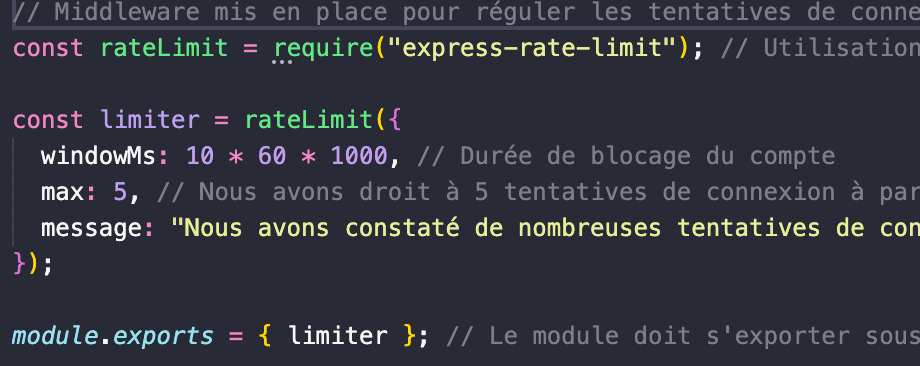 // Middleware mis en place pour réguler les tentatives de conne
const rateLimit = require("express-rate-limit"); // Utilisation
const limiter = rateLimit({
windowMs: 10 * 60 * 1000, // Durée de blocage du compte
max: 5, // Nous avons droit à 5 tentatives de connexion à par
message: "Nous avons constaté de nombreuses tentatives de con
});
module.exports = { limiter }; // Le module doit s'exporter sous